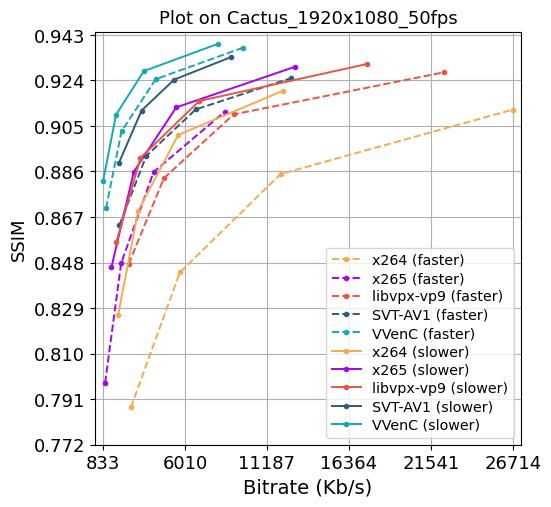 Plot on Cactus_1920x1080_50fps
0.943
0.924
0.905
0.886
0.867
0.848
0.829
0.810
0.791
0.772
SSIM
x264 (faster)
x265 (faster)
libvpx-vp9 (faster)
SVT-AV1 (faster)
VVenC (faster)
x264 (slower)
x265 (slower)
libvpx-vp9 (slower)
SVT-AV1 (slower)
VVenC (slower)
833 6010 11187 16364 21541 26714
Bitrate (Kb/s)